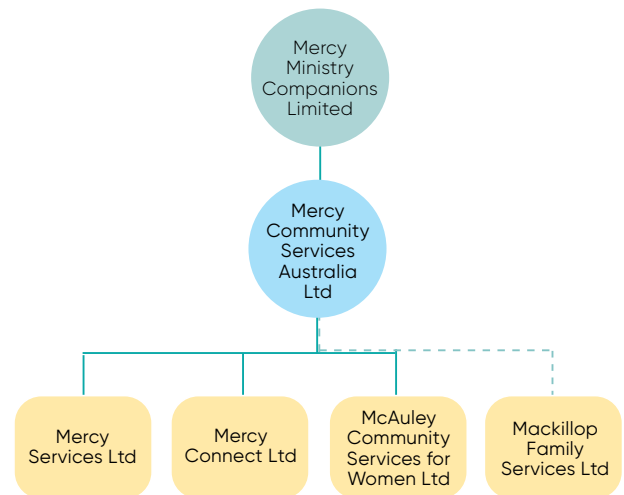 Mercy
Ministry
Companions
Limited
Mercy
Community
Services
Australia
Ltd
Mercy
Services Ltd
Mercy
Connect Ltd
McAuley
Community
Services for
Women Ltd
Mackillop
Family
Services Ltd